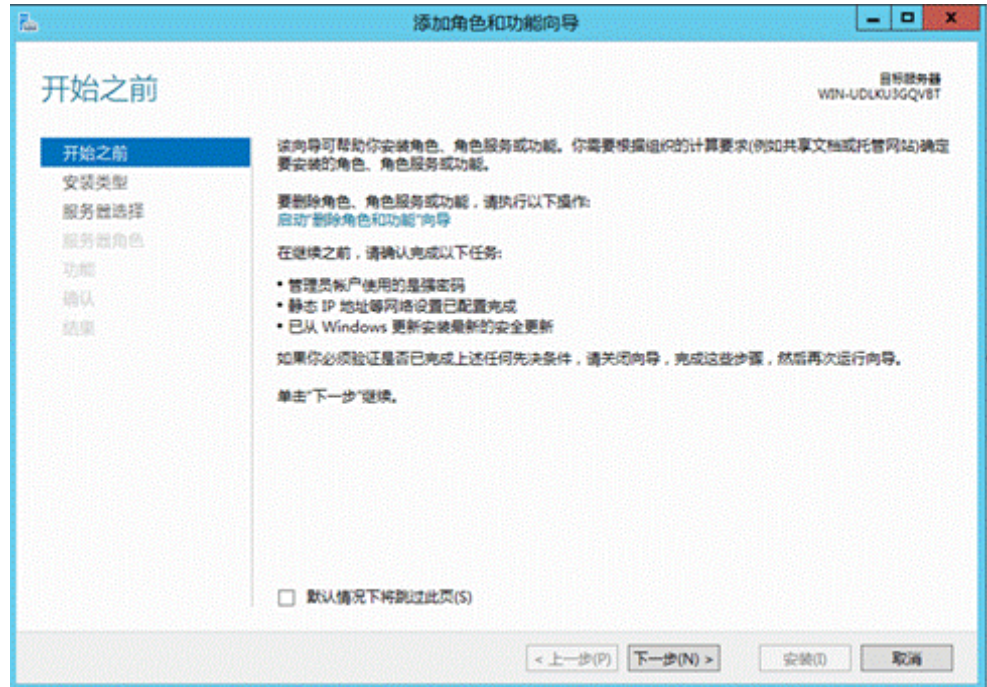 添加角色和功能向导
开始之前
目标服务器
WIN-UDLKU3GQVBT
开始之前
安装类型
服务器选择
服务器角色
功能
确认
结果
该向导可帮助你安装角色、角色服务或功能。你需要根据组织的计算要求(例如共享文档或托管网站)确定
要安装的角色、角色服务或功能。
要删除角色、角色服务或功能，请执行以下操作:
启动"删除角色和功能"向导
在继续之前，请确认完成以下任务:
• 管理员帐户使用的是强密码
• 静态 IP 地址等网络设置已配置完成
• 已从 Windows 更新安装最新的安全更新
如果你必须验证是否已完成上述任何先决条件，请关闭向导，完成这些步骤，然后再次运行向导。
单击"下一步"继续。
默认情况下将跳过此页(S)
< 上一步(P) 下一步(N) > 安装(I) 取消